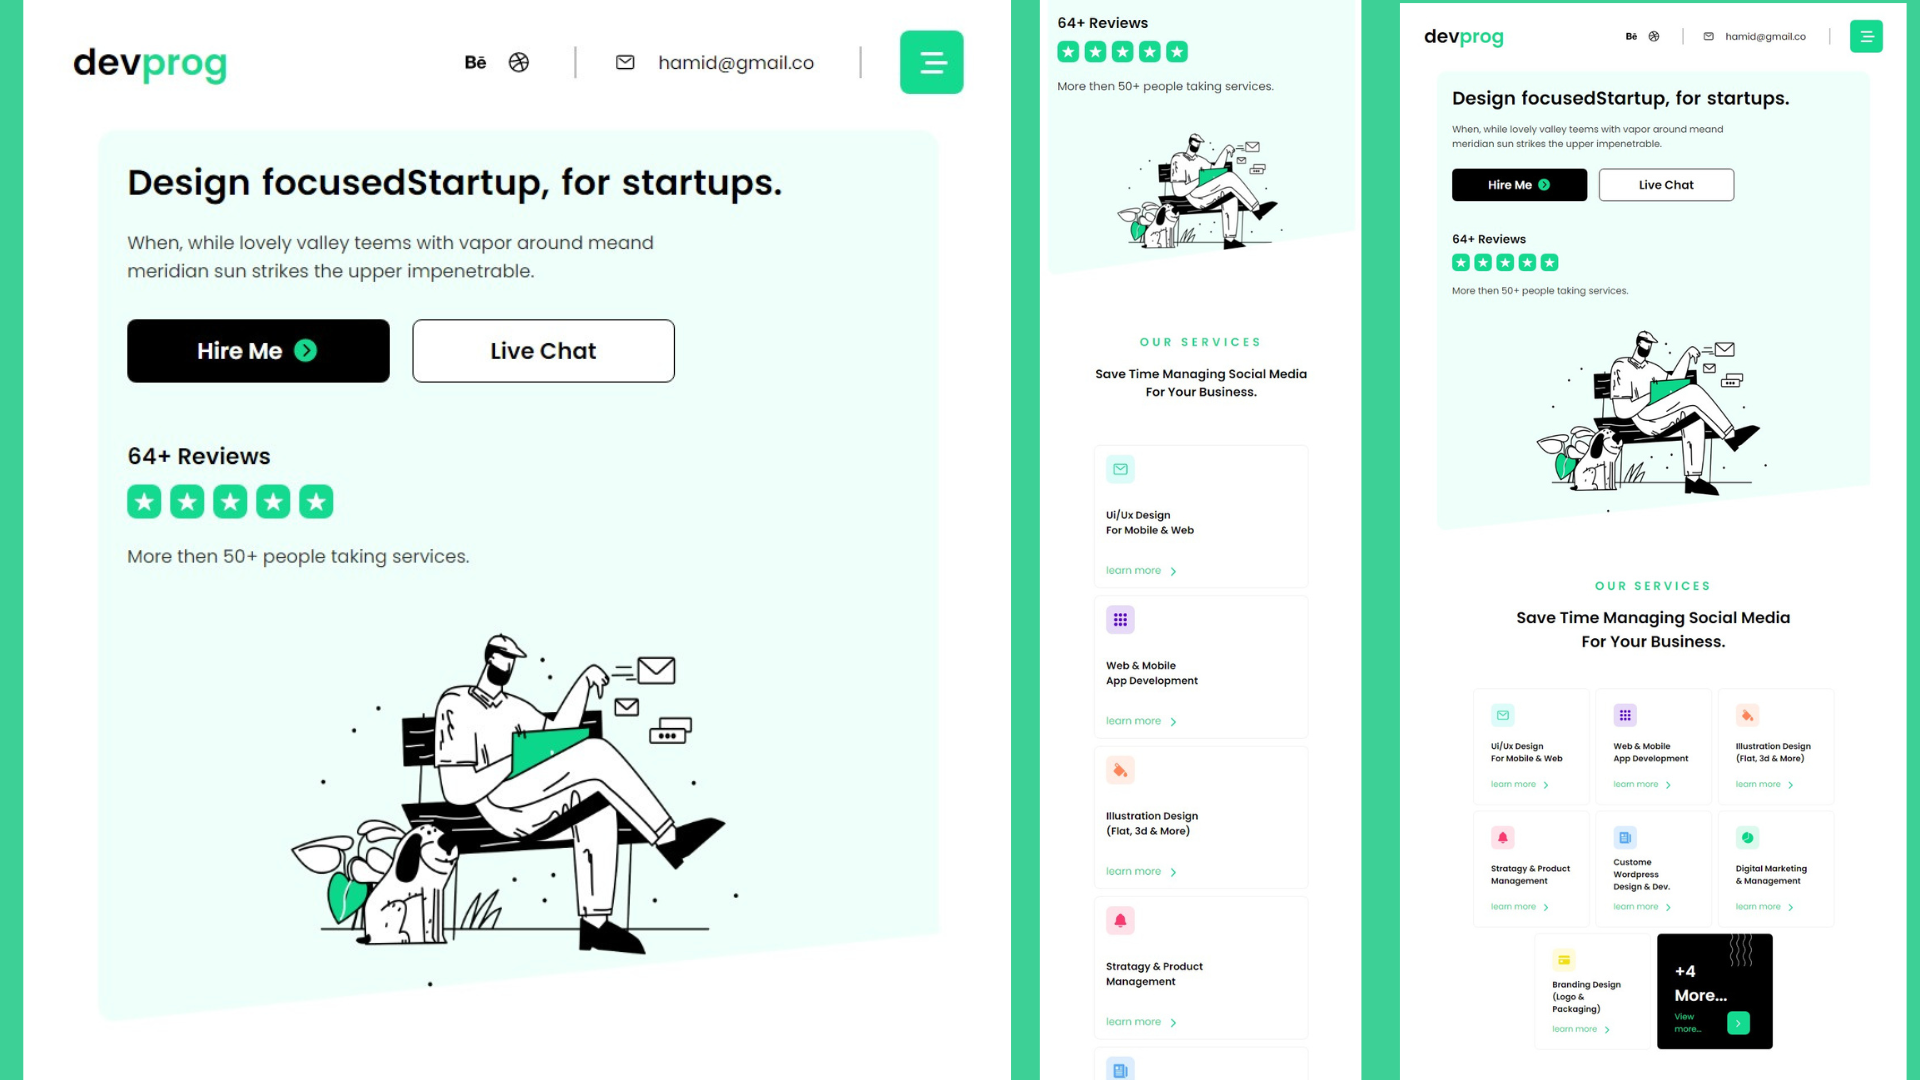 devprog
Bē
hamid@gmail.co
Design focusedStartup, for startups.
When, while lovely valley teems with vapor around meand
meridian sun strikes the upper impenetrable.
Hire Me
Live Chat
64+ Reviews
More then 50+ people taking services.
64+ Reviews
More then 50+ people taking services.
OUR SERVICES
Save Time Managing Social Media
For Your Business.
Ui/Ux Design
For Mobile & Web
learn more
Web & Mobile
App Development
learn more
Illustration Design
(Flat, 3d & More)
learn more
Stratagy & Product
Management
learn more
devprog
Bē
hamid@gmail.co
Design focusedStartup, for startups.
When, while lovely valley teems with vapor around meand
meridian sun strikes the upper impenetrable.
Hire Me
Live Chat
64+ Reviews
More then 50+ people taking services.
OUR SERVICES
Save Time Managing Social Media
For Your Business.
Ui/Ux Design
For Mobile & Web
learn more
Web & Mobile
App Development
learn more
Illustration Design
(Flat, 3d & More)
learn more
Stratagy & Product
Management
learn more
Custome
Wordpress
Design & Dev.
learn more
Digital Marketing
& Management
learn more
Branding Design
(Logo &
Packaging)
learn more
+4
More...
View
more...